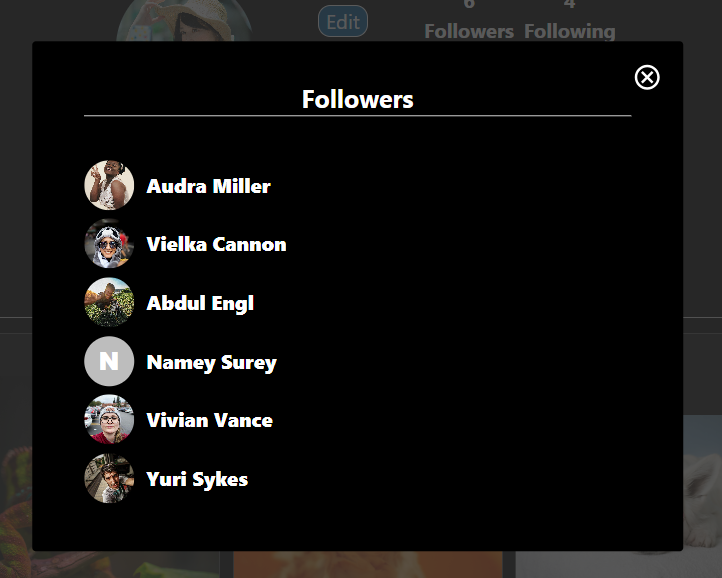 6 4
Edit
Followers Following
Followers
Audra Miller
Vielka Cannon
Abdul Engl
N
Namey Surey
Vivian Vance
Yuri Sykes